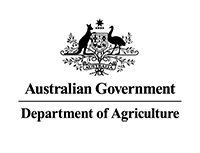 Australian Government
Department of Agriculture